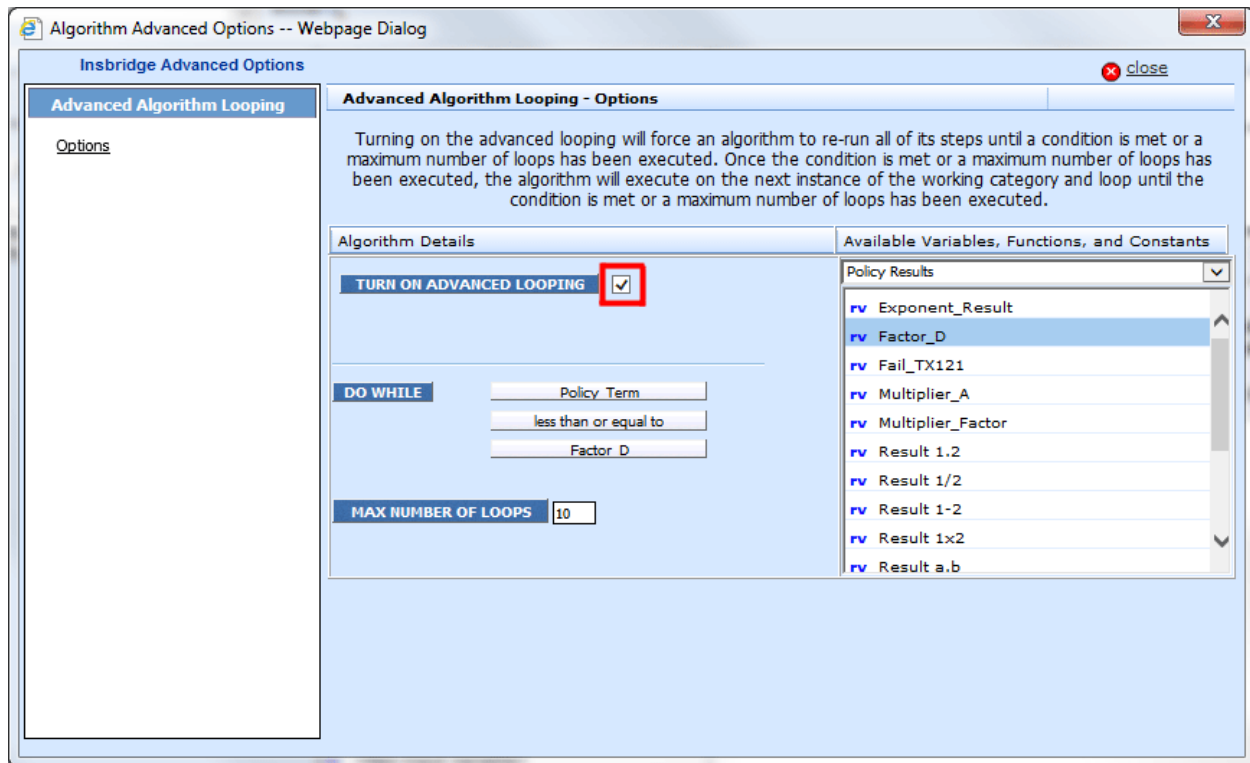 Algorithm Advanced Options -- Webpage Dialog
x
Insbridge Advanced Options
close
Advanced Algorithm Looping
Options
Advanced Algorithm Looping - Options
Turning on the advanced looping will force an algorithm to re-run all of its steps until a condition is met or a
maximum number of loops has been executed. Once the condition is met or a maximum number of loops has
been executed, the algorithm will execute on the next instance of the working category and loop until the
condition is met or a maximum number of loops has been executed.
Algorithm Details
TURN ON ADVANCED LOOPING
DO WHILE
Policy_Term
less than or equal to
Factor_D
MAX NUMBER OF LOOPS 10
Available Variables, Functions, and Constants
Policy Results
rv Exponent_Result
rv Factor_D
rv Fail_TX121
rv Multiplier_A
rv Multiplier_Factor
rv Result 1.2
rv Result 1/2
rv Result 1-2
rv Result 1x2
rv Result a.b